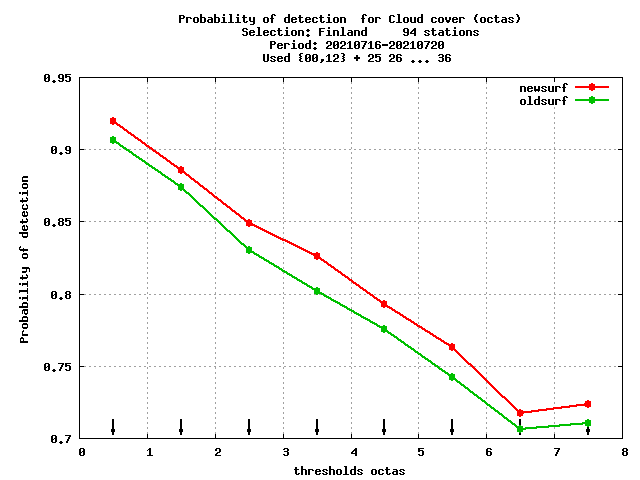 Probability of detection  for Cloud cover (octas)
Selection: Finland     94 stations
Period: 20210716-20210720
Used {00,12} + 25 26 ... 36
newsurf
oldsurf
0.95
0.9
0.85
0.8
0.75
0.7
Probability of detection
0 1 2 3 4 5 6 7 8
thresholds octas